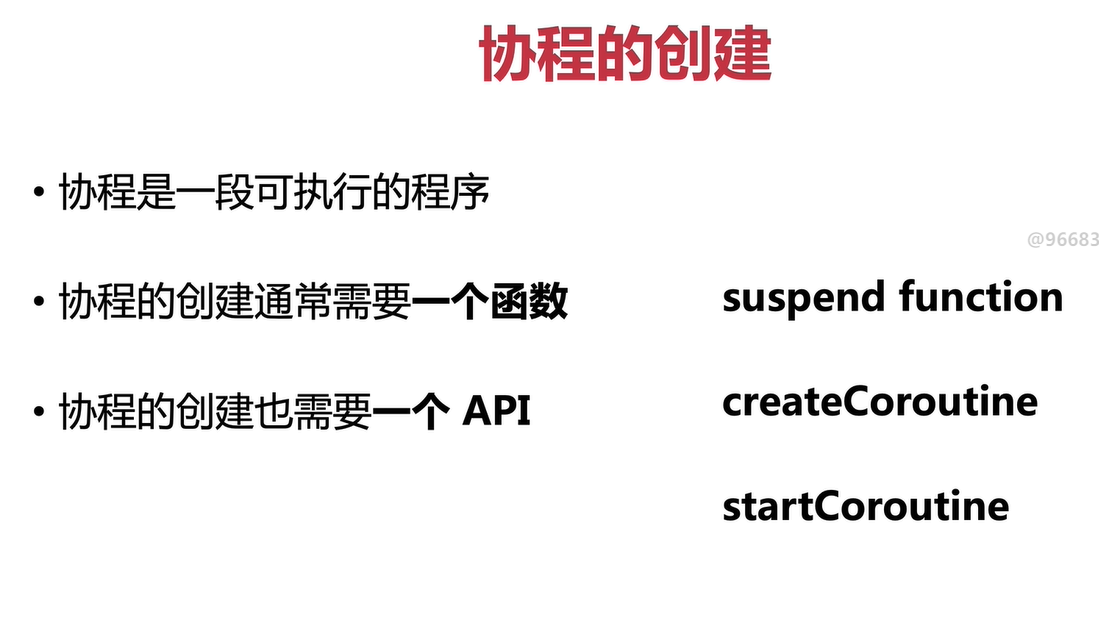 协程的创建
• 协程是一段可执行的程序
@96683
• 协程的创建通常需要一个函数
suspend function
• 协程的创建也需要一个 API
createCoroutine
startCoroutine